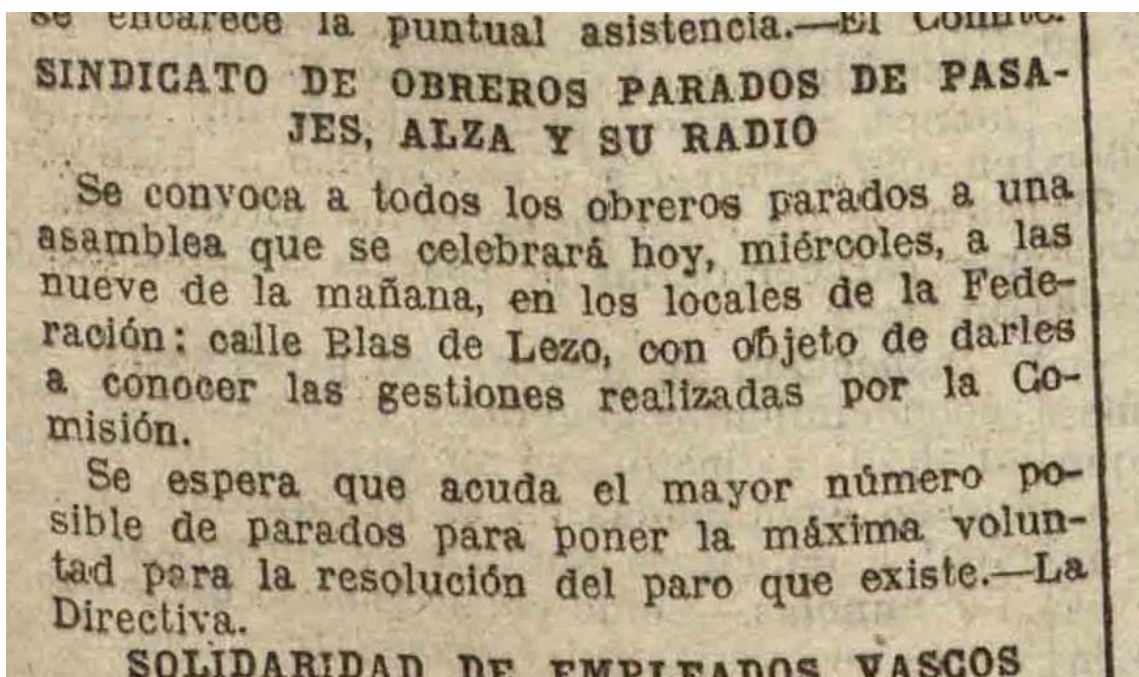 se encarece la puntual asistencia.—El Comité.
SINDICATO DE OBREROS PARADOS DE PASA-
JES, ALZA Y SU RADIO
Se convoca a todos los obreros parados a una
asamblea que se celebrará hoy, miércoles, a las
nueve de la mañana, en los locales de la Fede-
ración: calle Blas de Lezo, con objeto de darles
a conocer las gestiones realizadas por la Co-
misión.
Se espera que acuda el mayor número po-
sible de parados para poner la máxima volun-
tad para la resolución del paro que existe.—La
Directiva.
SOLIDARIDAD DE EMPLEADOS VASCOS